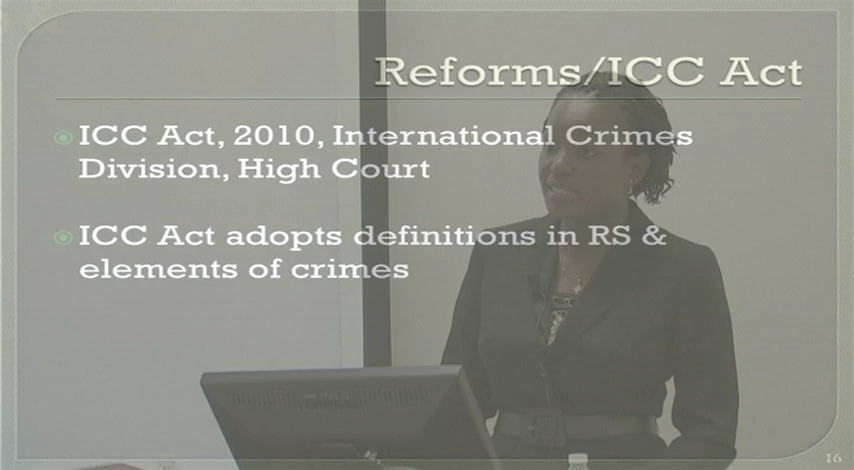 Reforms/ICC Act
ICC Act, 2010, International Crimes
Division, High Court
ICC Act adopts definitions in RS &
elements of crimes
16